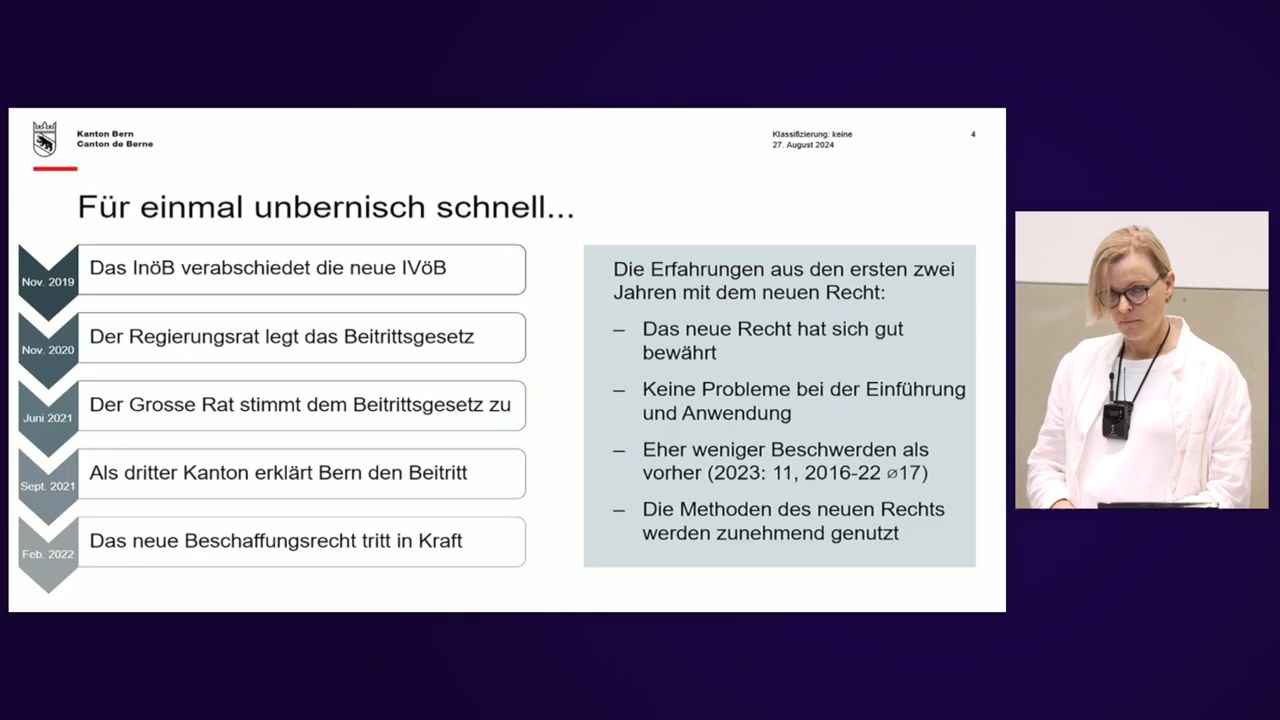 Kanton Bern
Canton de Berne
Klassifizierung: keine
27. August 2024
4
Für einmal unbernisch schnell...
Nov. 2019
Das InöB verabschiedet die neue IVöB
Nov. 2020
Der Regierungsrat legt das Beitrittsgesetz
Juni 2021
Der Grosse Rat stimmt dem Beitrittsgesetz zu
Sept. 2021
Als dritter Kanton erklärt Bern den Beitritt
Feb. 2022
Das neue Beschaffungsrecht tritt in Kraft
Die Erfahrungen aus den ersten zwei
Jahren mit dem neuen Recht:
– Das neue Recht hat sich gut
bewährt
– Keine Probleme bei der Einführung
und Anwendung
– Eher weniger Beschwerden als
vorher (2023: 11, 2016-22 ⌀17)
– Die Methoden des neuen Rechts
werden zunehmend genutzt